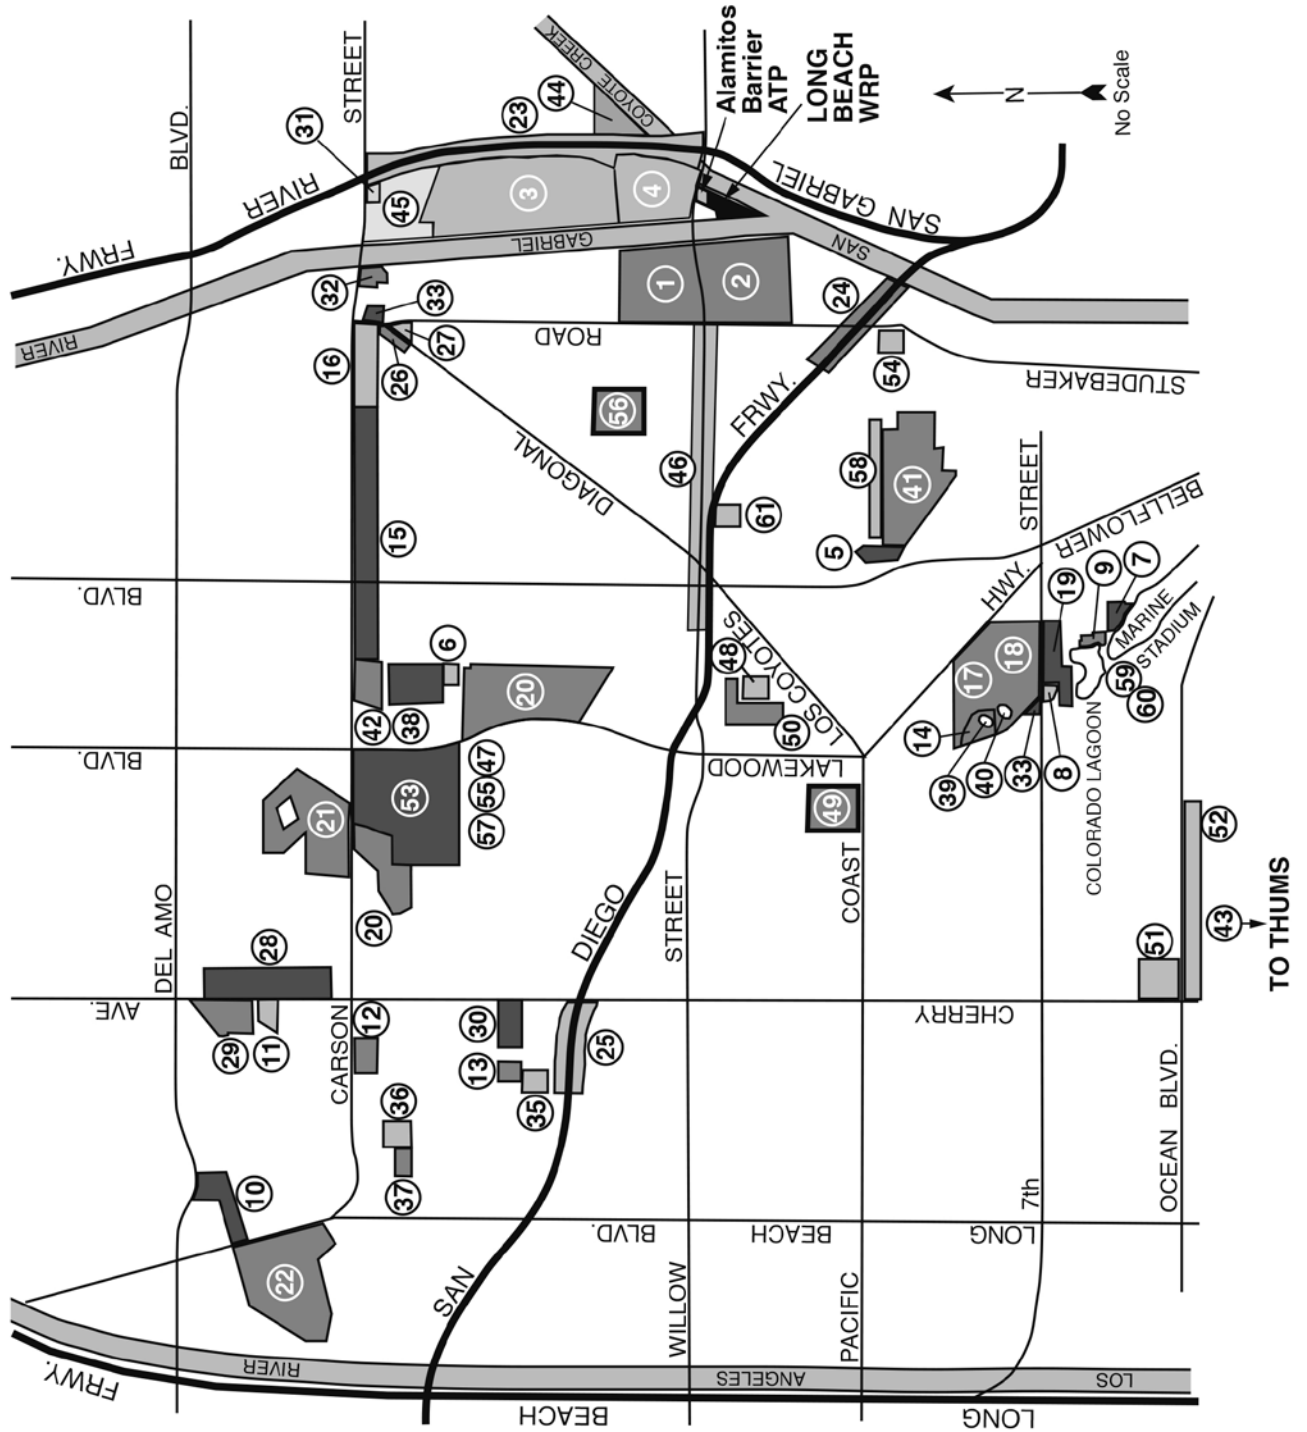 BLVD.
STREET
31
23
44
COYOTE CREEK
Alamitos
Barrier
ATP
LONG
BEACH
WRP
N
No Scale
FRWY.
RIVER
45
3
4
SAN GABRIEL
RIVER
GABRIEL
SAN
32
33
1
2
24
16
26
27
ROAD
54
STUDEBAKER
56
DIAGONAL
46
FRWY.
58
41
STREET
BELLFLOWER
15
61
5
BLVD.
HWY.
19
9
7
MARINE
STADIUM
6
20
48
LOS COYOTES
17
18
59
60
42
38
50
14
39
40
33
8
COLORADO LAGOON
BLVD.
47
55
57
53
LAKEWOOD
21
49
52
DEL AMO
20
COAST
43
TO THUMS
28
DIEGO
STREET
51
AVE.
CHERRY
29
11
CARSON
12
30
13
35
25
36
37
OCEAN BLVD.
10
7th
BLVD.
BEACH
LONG
22
SAN
WILLOW
PACIFIC
RIVER
ANGELES
LOS
FRWY.
BEACH
LONG